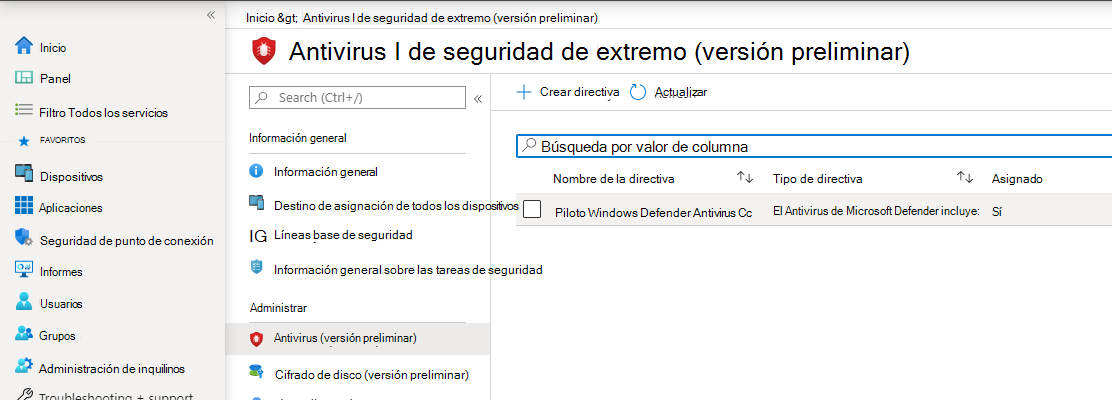 Inicio &gt; Antivirus I de seguridad de extremo (versión preliminar)
Antivirus I de seguridad de extremo (versión preliminar)
«
Inicio
Panel
Filtro Todos los servicios
FAVORITOS
Dispositivos
Aplicaciones
Seguridad de punto de conexión
Informes
Usuarios
Grupos
Administración de inquilinos
Troubleshooting + support
Search (Ctrl+/)
«
Información general
Información general
Destino de asignación de todos los dispositivos
IG Líneas base de seguridad
Información general sobre las tareas de seguridad
Administrar
Antivirus (versión preliminar)
Cifrado de disco (versión preliminar)
Crear directiva
Actualizar
Búsqueda por valor de columna
Nombre de la directiva
Tipo de directiva
Asignado
Piloto Windows Defender Antivirus Cc
El Antivirus de Microsoft Defender incluye:
Sí